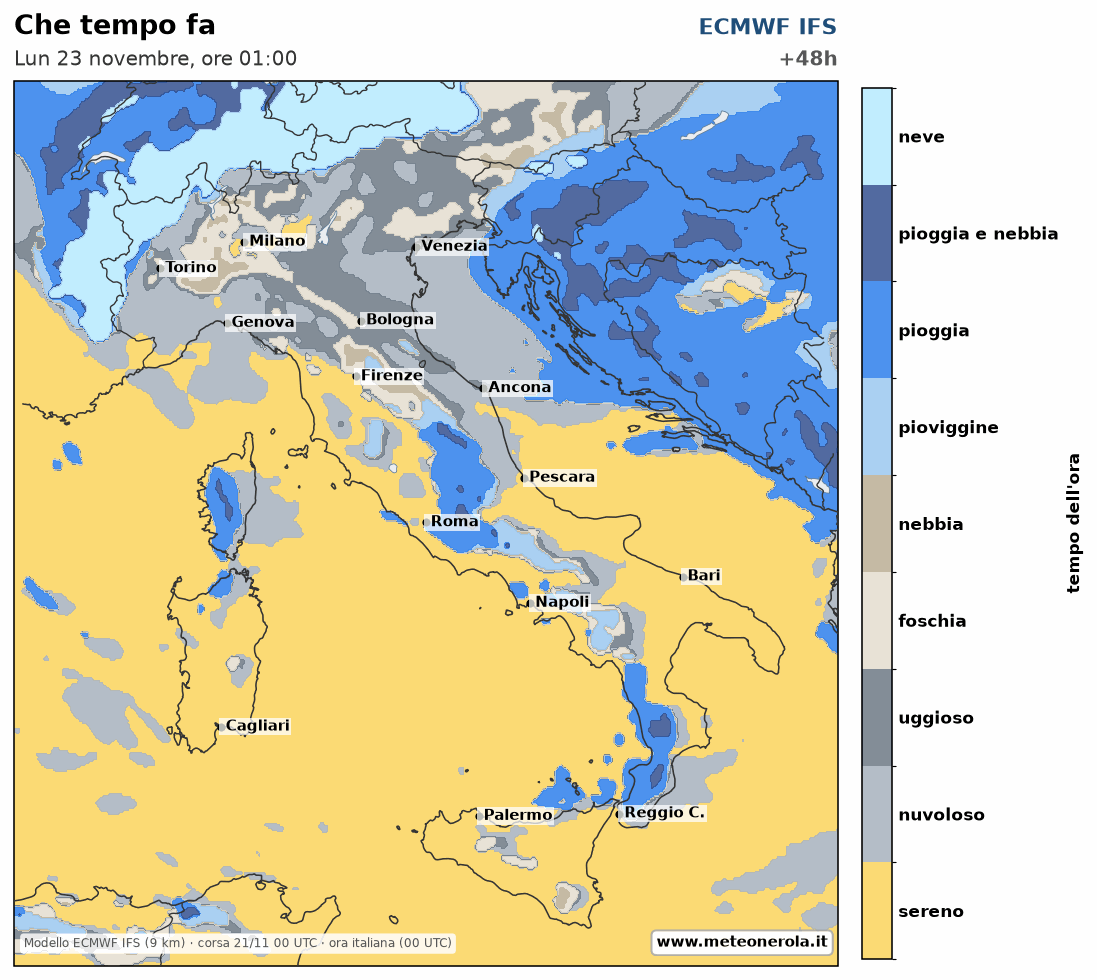 Che tempo fa
ECMWF IFS
Lun 23 novembre, ore 01:00
+48h
Milano
Venezia
Torino
Genova
Bologna
Firenze
Ancona
Pescara
Roma
Bari
Napoli
Cagliari
Palermo
Reggio C.
neve
pioggia e nebbia
pioggia
pioviggine
nebbia
foschia
uggioso
nuvoloso
sereno
tempo dell'ora
Modello ECMWF IFS (9 km) · corsa 21/11 00 UTC · ora italiana (00 UTC)
www.meteonerola.it